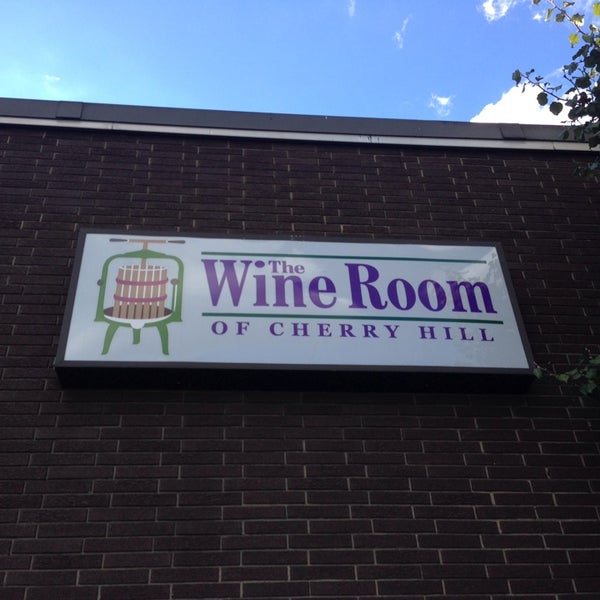 The
Wine Room
OF CHERRY HILL